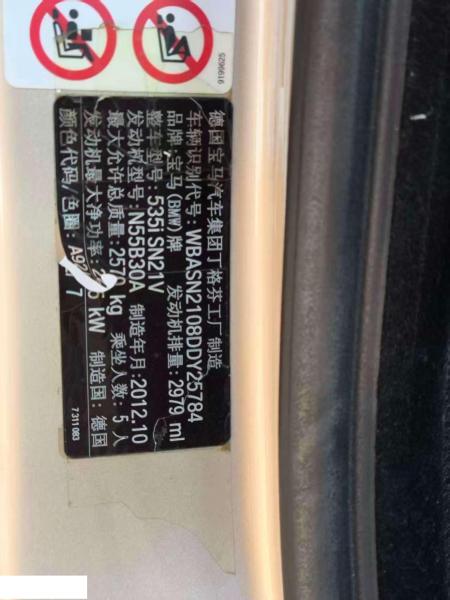 9199625
德国宝马汽车集团丁格芬工厂制造
车辆识别代号: WBASN2108DDY25784
品牌: 宝马(BMW)牌 发动机排量: 2979 ml
整车型号: 535i SN21V
发动机型号: N55B30A 制造年月: 2012.10
最大允许总质量: 2570 kg 乘坐人数: 5 人
发动机最大净功率: 5 kW 制造国: 德国
颜色代码/色圈: A92 7
7 311 083